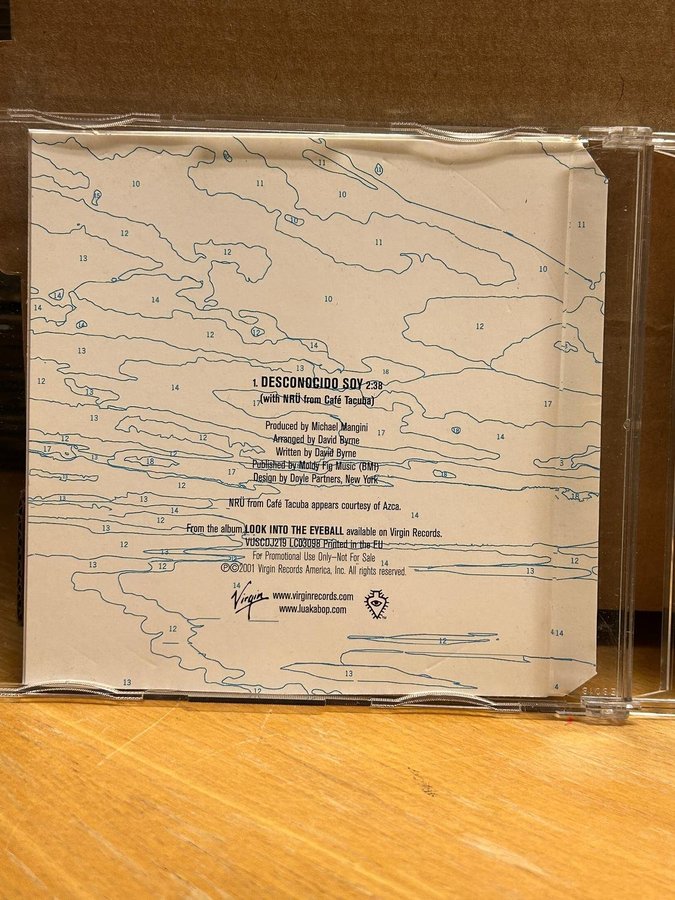 1. DESCONOCIDO SOY 2:38
(with NRÜ from Café Tacuba)
Produced by Michael Mangini
Arranged by David Byrne
Written by David Byrne
Published by Moldy Fig Music (BMI)
Design by Doyle Partners, New York
NRÜ from Café Tacuba appears courtesy of Azca.
From the album LOOK INTO THE EYEBALL available on Virgin Records.
VUSCDJ219 LC03098 Printed in the EU
For Promotional Use Only–Not For Sale
℗©2001 Virgin Records America, Inc. All rights reserved.
Virgin www.virginrecords.com
www.luakabop.com